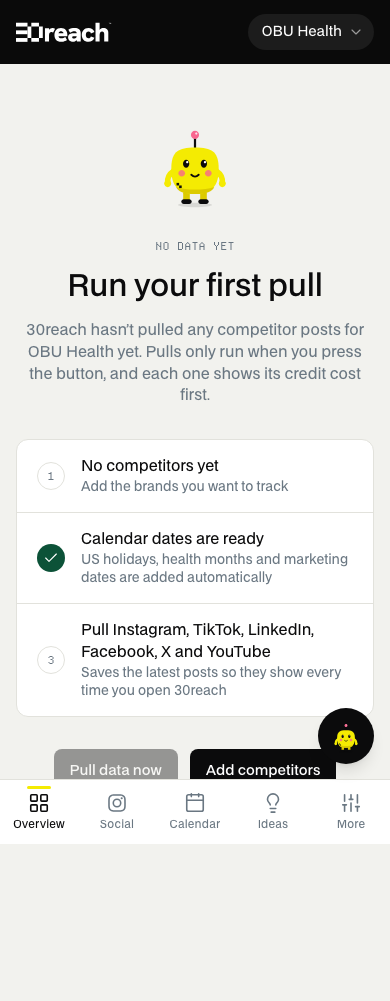 30reach
OBU Health
NO DATA YET
Run your first pull
30reach hasn't pulled any competitor posts for
OBU Health yet. Pulls only run when you press
the button, and each one shows its credit cost
first.
1
No competitors yet
Add the brands you want to track
Calendar dates are ready
US holidays, health months and marketing
dates are added automatically
3
Pull Instagram, TikTok, LinkedIn,
Facebook, X and YouTube
Saves the latest posts so they show every
time you open 30reach
Pull data now
Add competitors
Overview
Social
Calendar
Ideas
More